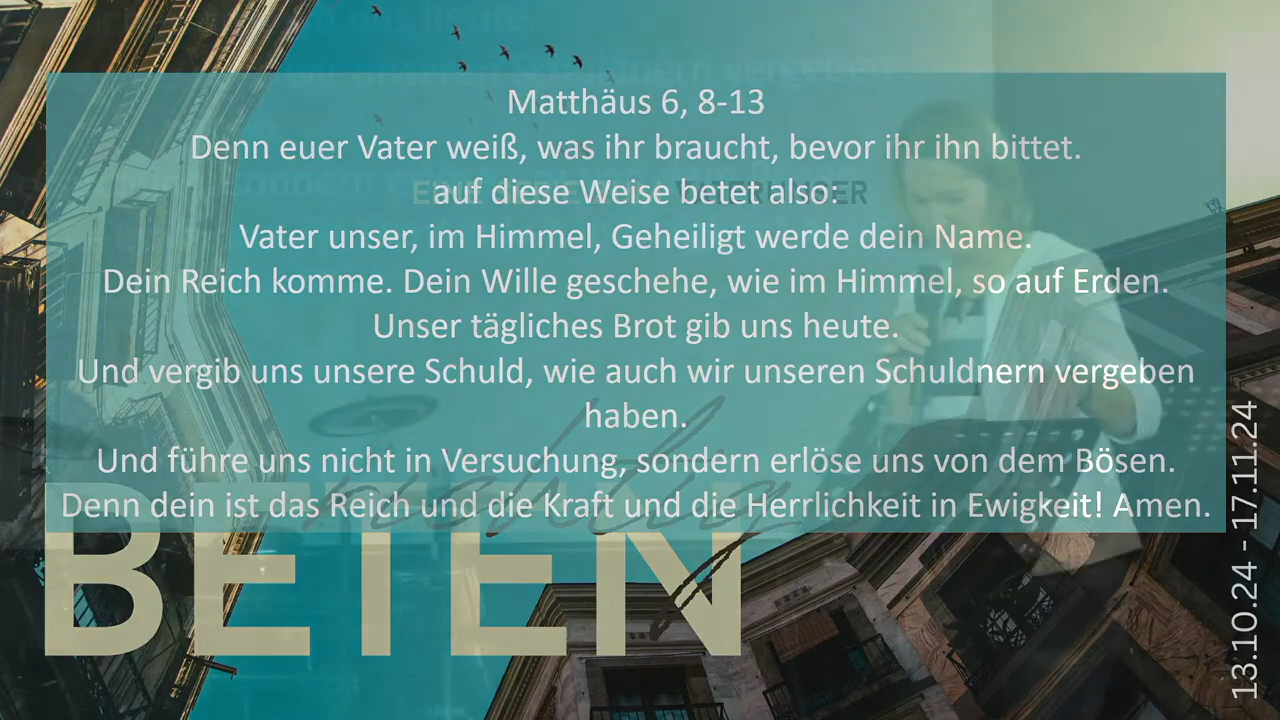 Matthäus 6, 8-13
Denn euer Vater weiß, was ihr braucht, bevor ihr ihn bittet.
auf diese Weise betet also:
Vater unser, im Himmel, Geheiligt werde dein Name.
Dein Reich komme. Dein Wille geschehe, wie im Himmel, so auf Erden.
Unser tägliches Brot gib uns heute.
Und vergib uns unsere Schuld, wie auch wir unseren Schuldnern vergeben
haben.
Und führe uns nicht in Versuchung, sondern erlöse uns von dem Bösen.
Denn dein ist das Reich und die Kraft und die Herrlichkeit in Ewigkeit! Amen.
richtig
BETEN
13.10.24 - 17.11.24